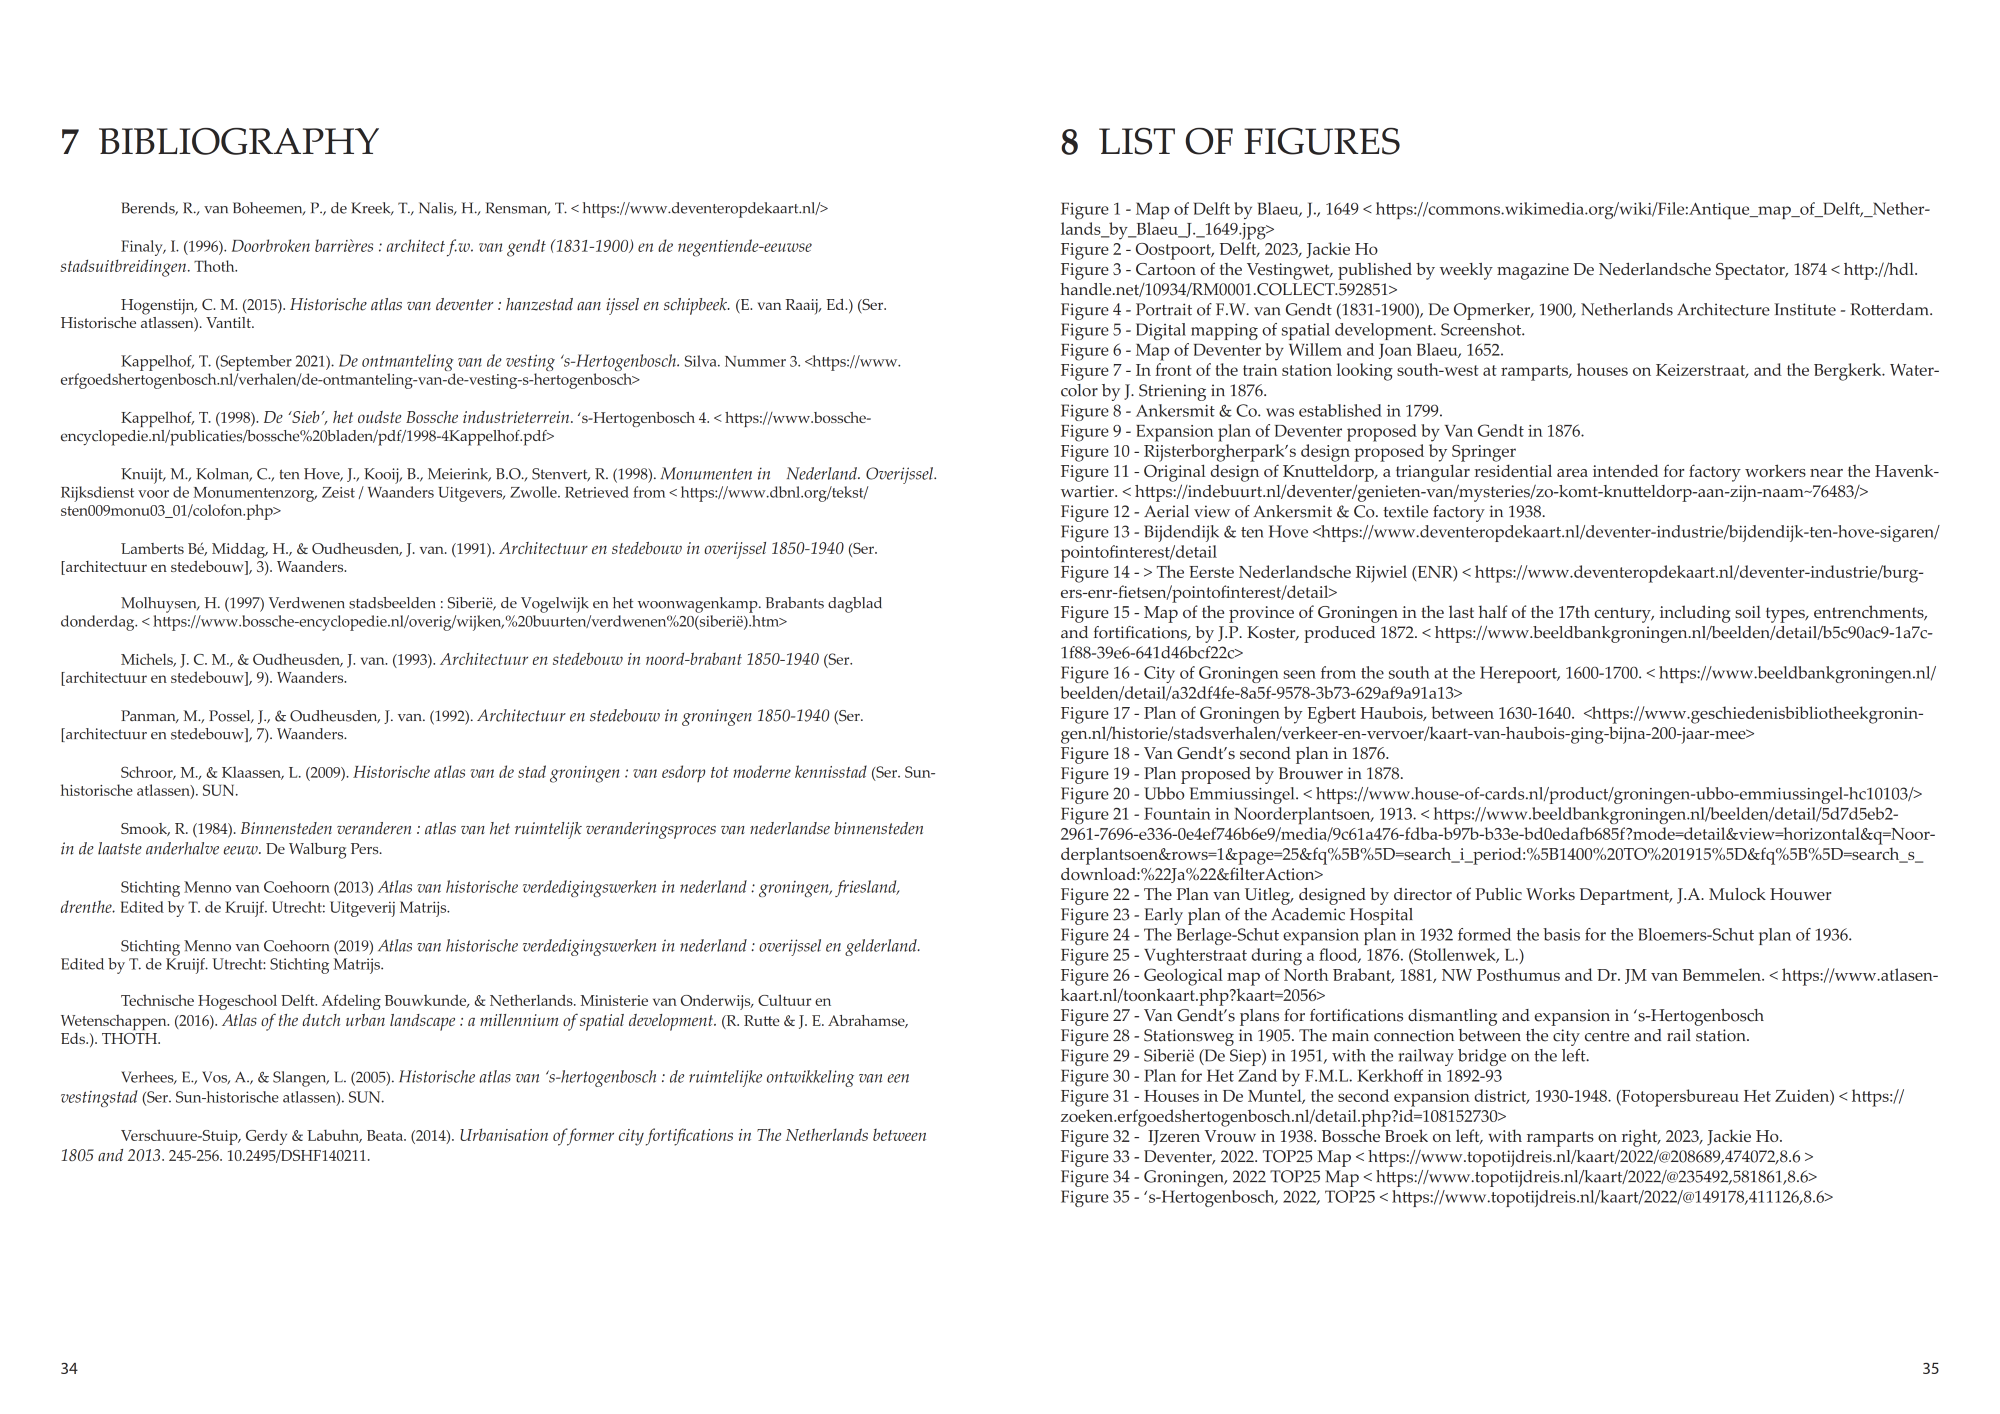 7 BIBLIOGRAPHY
Berends, R., van Boheemen, P., de Kreek, T., Nalis, H., Rensman, T. < https://www.deventeropdekaart.nl/>
Finaly, I. (1996). Doorbroken barrières : architect f.w. van gendt (1831-1900) en de negentiende-eeuwse
stadsuitbreidingen. Thoth.
Hogenstijn, C. M. (2015). Historische atlas van deventer : hanzestad aan ijssel en schipbeek. (E. van Raaij, Ed.) (Ser.
Historische atlassen). Vantilt.
Kappelhof, T. (September 2021). De ontmanteling van de vesting ‘s-Hertogenbosch. Silva. Nummer 3. <https://www.
erfgoedshertogenbosch.nl/verhalen/de-ontmanteling-van-de-vesting-s-hertogenbosch>
Kappelhof, T. (1998). De ‘Sieb’, het oudste Bossche industrieterrein. ‘s-Hertogenbosch 4. < https://www.bossche-
encyclopedie.nl/publicaties/bossche%20bladen/pdf/1998-4Kappelhof.pdf>
Knuijt, M., Kolman, C., ten Hove, J., Kooij, B., Meierink, B.O., Stenvert, R. (1998). Monumenten in Nederland. Overijssel.
Rijksdienst voor de Monumentenzorg, Zeist / Waanders Uitgevers, Zwolle. Retrieved from < https://www.dbnl.org/tekst/
sten009monu03_01/colofon.php>
Lamberts Bé, Middag, H., & Oudheusden, J. van. (1991). Architectuur en stedebouw in overijssel 1850-1940 (Ser.
[architectuur en stedebouw], 3). Waanders.
Molhuysen, H. (1997) Verdwenen stadsbeelden : Siberië, de Vogelwijk en het woonwagenkamp. Brabants dagblad
donderdag. < https://www.bossche-encyclopedie.nl/overig/wijken,%20buurten/verdwenen%20(siberië).htm>
Michels, J. C. M., & Oudheusden, J. van. (1993). Architectuur en stedebouw in noord-brabant 1850-1940 (Ser.
[architectuur en stedebouw], 9). Waanders.
Panman, M., Possel, J., & Oudheusden, J. van. (1992). Architectuur en stedebouw in groningen 1850-1940 (Ser.
[architectuur en stedebouw], 7). Waanders.
Schroor, M., & Klaassen, L. (2009). Historische atlas van de stad groningen : van esdorp tot moderne kennisstad (Ser. Sun-
historische atlassen). SUN.
Smook, R. (1984). Binnensteden veranderen : atlas van het ruimtelijk veranderingsproces van nederlandse binnensteden
in de laatste anderhalve eeuw. De Walburg Pers.
Stichting Menno van Coehoorn (2013) Atlas van historische verdedigingswerken in nederland : groningen, friesland,
drenthe. Edited by T. de Kruijf. Utrecht: Uitgeverij Matrijs.
Stichting Menno van Coehoorn (2019) Atlas van historische verdedigingswerken in nederland : overijssel en gelderland.
Edited by T. de Kruijf. Utrecht: Stichting Matrijs.
Technische Hogeschool Delft. Afdeling Bouwkunde, & Netherlands. Ministerie van Onderwijs, Cultuur en
Wetenschappen. (2016). Atlas of the dutch urban landscape : a millennium of spatial development. (R. Rutte & J. E. Abrahamse,
Eds.). THOTH.
Verhees, E., Vos, A., & Slangen, L. (2005). Historische atlas van ‘s-hertogenbosch : de ruimtelijke ontwikkeling van een
vestingstad (Ser. Sun-historische atlassen). SUN.
Verschuure-Stuip, Gerdy & Labuhn, Beata. (2014). Urbanisation of former city fortifications in The Netherlands between
1805 and 2013. 245-256. 10.2495/DSHF140211.
34
8 LIST OF FIGURES
Figure 1 - Map of Delft by Blaeu, J., 1649 < https://commons.wikimedia.org/wiki/File:Antique_map_of_Delft,_Nether-
lands_by_Blaeu_J._1649.jpg>
Figure 2 - Oostpoort, Delft, 2023, Jackie Ho
Figure 3 - Cartoon of the Vestingwet, published by weekly magazine De Nederlandsche Spectator, 1874 < http://hdl.
handle.net/10934/RM0001.COLLECT.592851>
Figure 4 - Portrait of F.W. van Gendt (1831-1900), De Opmerker, 1900, Netherlands Architecture Institute - Rotterdam.
Figure 5 - Digital mapping of spatial development. Screenshot.
Figure 6 - Map of Deventer by Willem and Joan Blaeu, 1652.
Figure 7 - In front of the train station looking south-west at ramparts, houses on Keizerstraat, and the Bergkerk. Water-
color by J. Striening in 1876.
Figure 8 - Ankersmit & Co. was established in 1799.
Figure 9 - Expansion plan of Deventer proposed by Van Gendt in 1876.
Figure 10 - Rijsterborgherpark’s design proposed by Springer
Figure 11 - Original design of Knutteldorp, a triangular residential area intended for factory workers near the Havenk-
wartier. < https://indebuurt.nl/deventer/genieten-van/mysteries/zo-komt-knutteldorp-aan-zijn-naam~76483/>
Figure 12 - Aerial view of Ankersmit & Co. textile factory in 1938.
Figure 13 - Bijdendijk & ten Hove <https://www.deventeropdekaart.nl/deventer-industrie/bijdendijk-ten-hove-sigaren/
pointofinterest/detail
Figure 14 - > The Eerste Nederlandsche Rijwiel (ENR) < https://www.deventeropdekaart.nl/deventer-industrie/burg-
ers-enr-fietsen/pointofinterest/detail>
Figure 15 - Map of the province of Groningen in the last half of the 17th century, including soil types, entrenchments,
and fortifications, by J.P. Koster, produced 1872. < https://www.beeldbankgroningen.nl/beelden/detail/b5c90ac9-1a7c-
1f88-39e6-641d46bcf22c>
Figure 16 - City of Groningen seen from the south at the Herepoort, 1600-1700. < https://www.beeldbankgroningen.nl/
beelden/detail/a32df4fe-8a5f-9578-3b73-629af9a91a13>
Figure 17 - Plan of Groningen by Egbert Haubois, between 1630-1640. <https://www.geschiedenisbibliotheekgronin-
gen.nl/historie/stadsverhalen/verkeer-en-vervoer/kaart-van-haubois-ging-bijna-200-jaar-mee>
Figure 18 - Van Gendt’s second plan in 1876.
Figure 19 - Plan proposed by Brouwer in 1878.
Figure 20 - Ubbo Emmiussingel. < https://www.house-of-cards.nl/product/groningen-ubbo-emmiussingel-hc10103/>
Figure 21 - Fountain in Noorderplantsoen, 1913. < https://www.beeldbankgroningen.nl/beelden/detail/5d7d5eb2-
2961-7696-e336-0e4ef746b6e9/media/9c61a476-fdba-b97b-b33e-bd0edafb685f?mode=detail&view=horizontal&q=Noor-
derplantsoen&rows=1&page=25&fq%5B%5D=search_i_period:%5B1400%20TO%201915%5D&fq%5B%5D=search_s_
download:%22Ja%22&filterAction>
Figure 22 - The Plan van Uitleg, designed by director of Public Works Department, J.A. Mulock Houwer
Figure 23 - Early plan of the Academic Hospital
Figure 24 - The Berlage-Schut expansion plan in 1932 formed the basis for the Bloemers-Schut plan of 1936.
Figure 25 - Vughterstraat during a flood, 1876. (Stollenwek, L.)
Figure 26 - Geological map of North Brabant, 1881, NW Posthumus and Dr. JM van Bemmelen. < https://www.atlasen-
kaart.nl/toonkaart.php?kaart=2056>
Figure 27 - Van Gendt’s plans for fortifications dismantling and expansion in ‘s-Hertogenbosch
Figure 28 - Stationsweg in 1905. The main connection between the city centre and rail station.
Figure 29 - Siberië (De Siep) in 1951, with the railway bridge on the left.
Figure 30 - Plan for Het Zand by F.M.L. Kerkhoff in 1892-93
Figure 31 - Houses in De Muntel, the second expansion district, 1930-1948. (Fotopersbureau Het Zuiden) < https://
zoeken.erfgoedshertogenbosch.nl/detail.php?id=108152730>
Figure 32 - IJzeren Vrouw in 1938. Bossche Broek on left, with ramparts on right, 2023, Jackie Ho.
Figure 33 - Deventer, 2022. TOP25 Map < https://www.topotijdreis.nl/kaart/2022/@208689,474072,8.6 >
Figure 34 - Groningen, 2022 TOP25 Map < https://www.topotijdreis.nl/kaart/2022/@235492,581861,8.6>
Figure 35 - ‘s-Hertogenbosch, 2022, TOP25 < https://www.topotijdreis.nl/kaart/2022/@149178,411126,8.6>
35